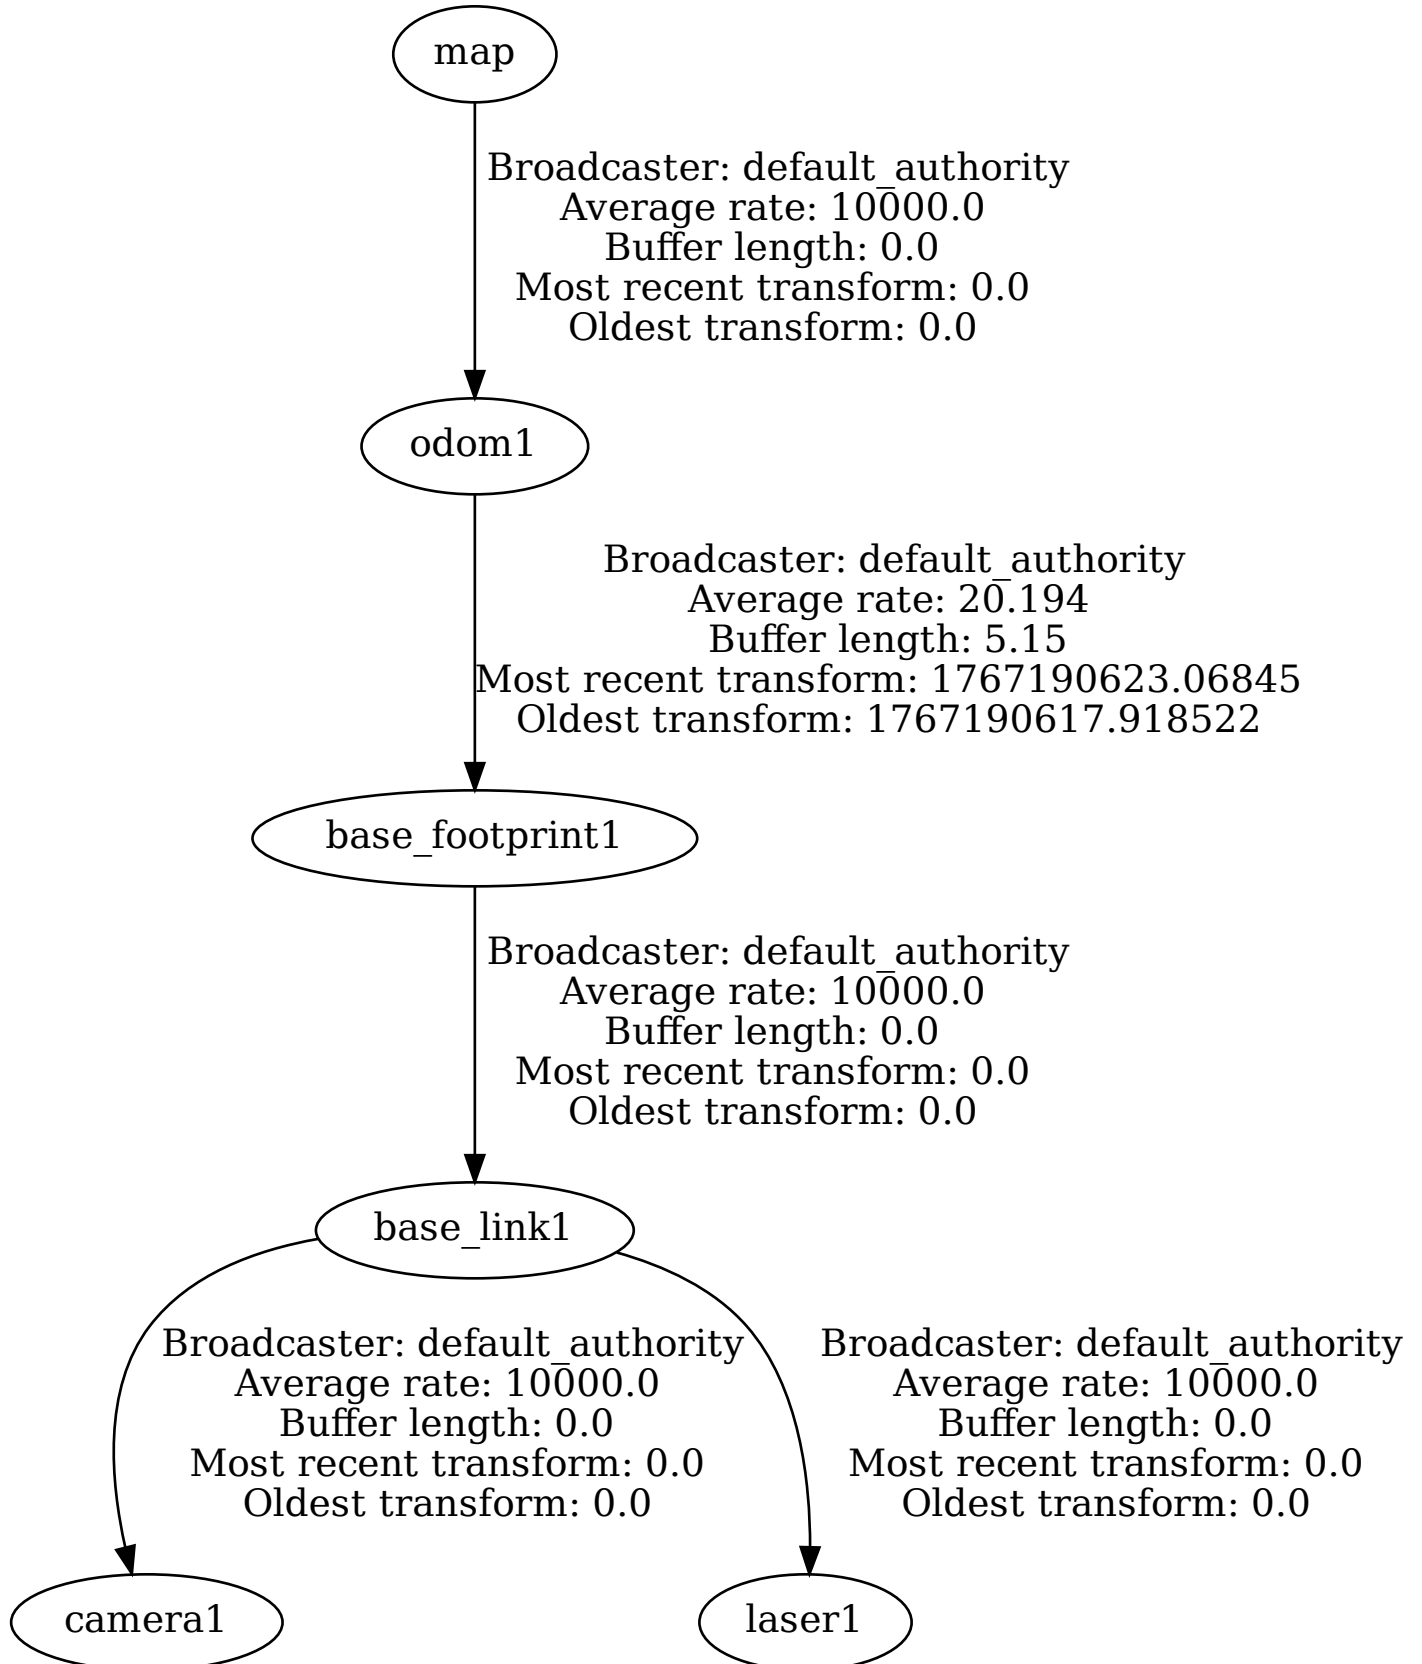 map
Broadcaster: default_authority
Average rate: 10000.0
Buffer length: 0.0
Most recent transform: 0.0
Oldest transform: 0.0
odom1
Broadcaster: default_authority
Average rate: 20.194
Buffer length: 5.15
Most recent transform: 1767190623.06845
Oldest transform: 1767190617.918522
base_footprint1
Broadcaster: default_authority
Average rate: 10000.0
Buffer length: 0.0
Most recent transform: 0.0
Oldest transform: 0.0
base_link1
Broadcaster: default_authority
Average rate: 10000.0
Buffer length: 0.0
Most recent transform: 0.0
Oldest transform: 0.0
Broadcaster: default_authority
Average rate: 10000.0
Buffer length: 0.0
Most recent transform: 0.0
Oldest transform: 0.0
camera1
laser1